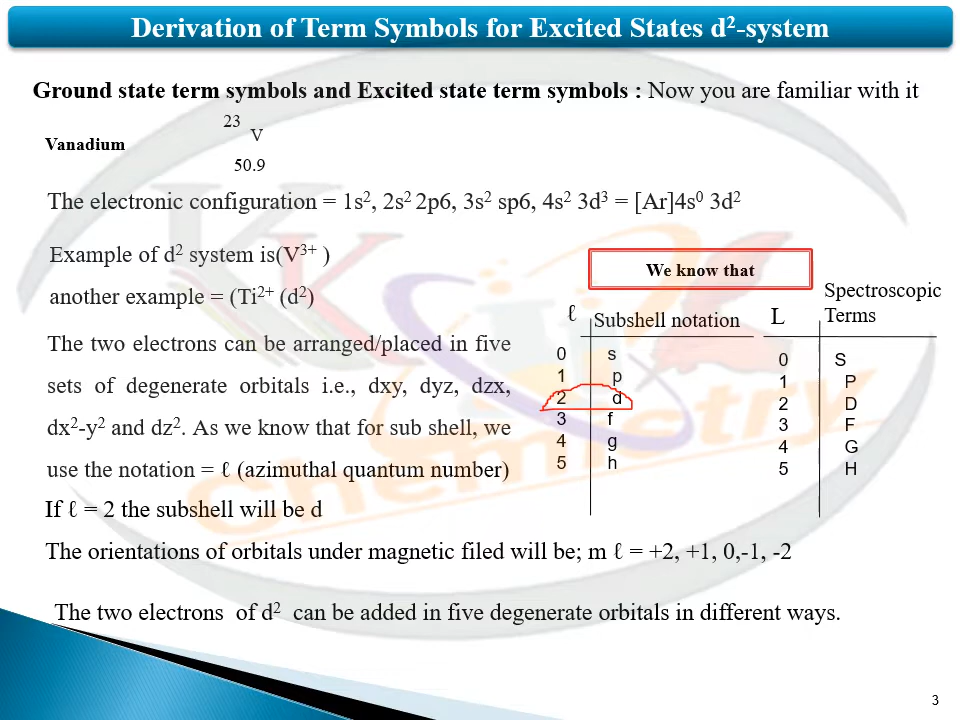 Derivation of Term Symbols for Excited States d²-system
Ground state term symbols and Excited state term symbols : Now you are familiar with it
23
V
Vanadium
50.9
The electronic configuration = 1s², 2s² 2p6, 3s² sp6, 4s² 3d³ = [Ar]4s⁰ 3d²
Example of d² system is(V³⁺ )
another example = (Ti²⁺ (d²)
The two electrons can be arranged/placed in five
sets of degenerate orbitals i.e., dxy, dyz, dzx,
dx²-y² and dz². As we know that for sub shell, we
use the notation = ℓ (azimuthal quantum number)
If ℓ = 2 the subshell will be d
We know that
ℓ Subshell notation
0 s
1 p
2 d
3 f
4 g
5 h
L Spectroscopic
Terms
0 S
1 P
2 D
3 F
4 G
5 H
The orientations of orbitals under magnetic filed will be; m ℓ = +2, +1, 0,-1, -2
The two electrons of d² can be added in five degenerate orbitals in different ways.
Chemistry
3